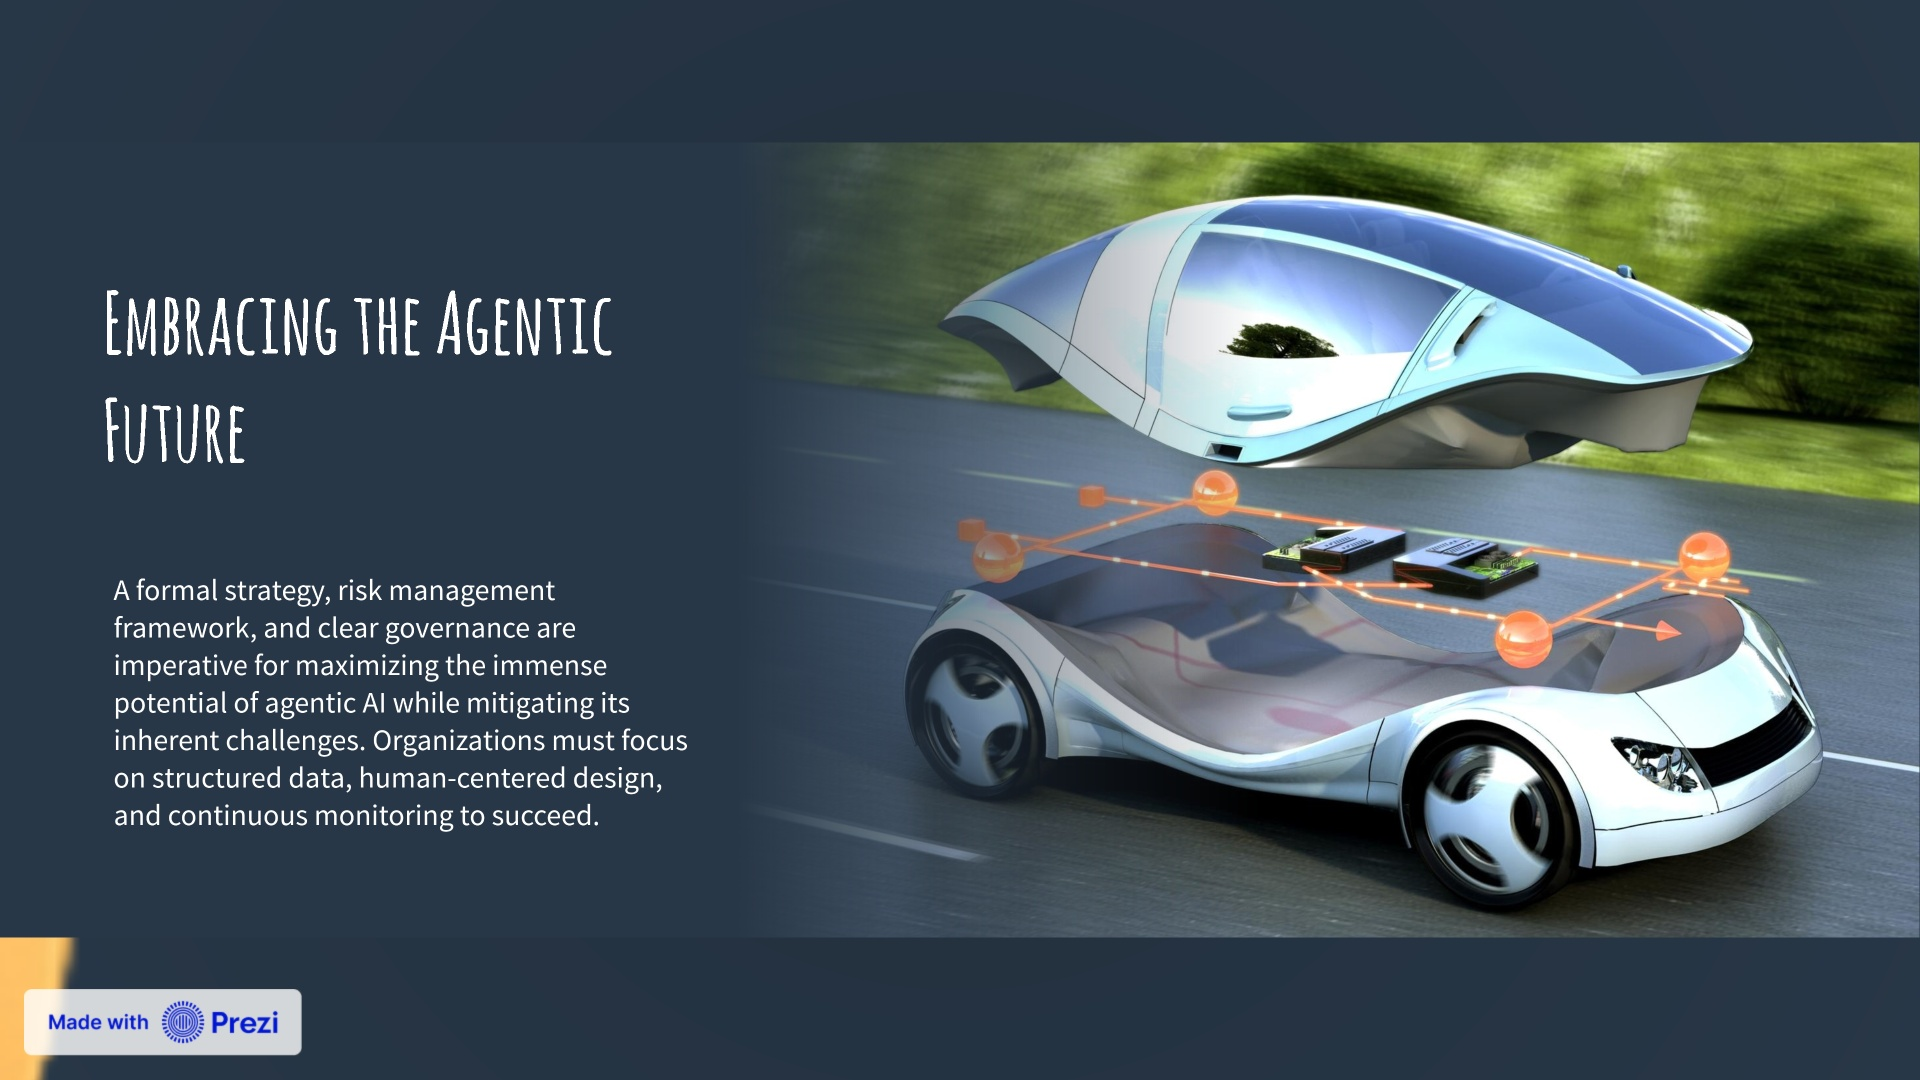 Embracing the Agentic
Future
A formal strategy, risk management
framework, and clear governance are
imperative for maximizing the immense
potential of agentic AI while mitigating its
inherent challenges. Organizations must focus
on structured data, human-centered design,
and continuous monitoring to succeed.
Made with Prezi